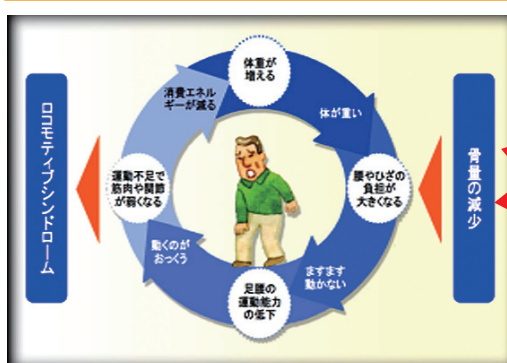 体重が
増える
体が重い
腰やひざの
負担が
大きくなる
ますます
動かない
足腰の
運動能力
の低下
動くのが
おっくう
運動不足で
筋肉や関節
が弱くなる
消費エネル
ギーが減る
ロコモティブシンドローム
骨量の減少